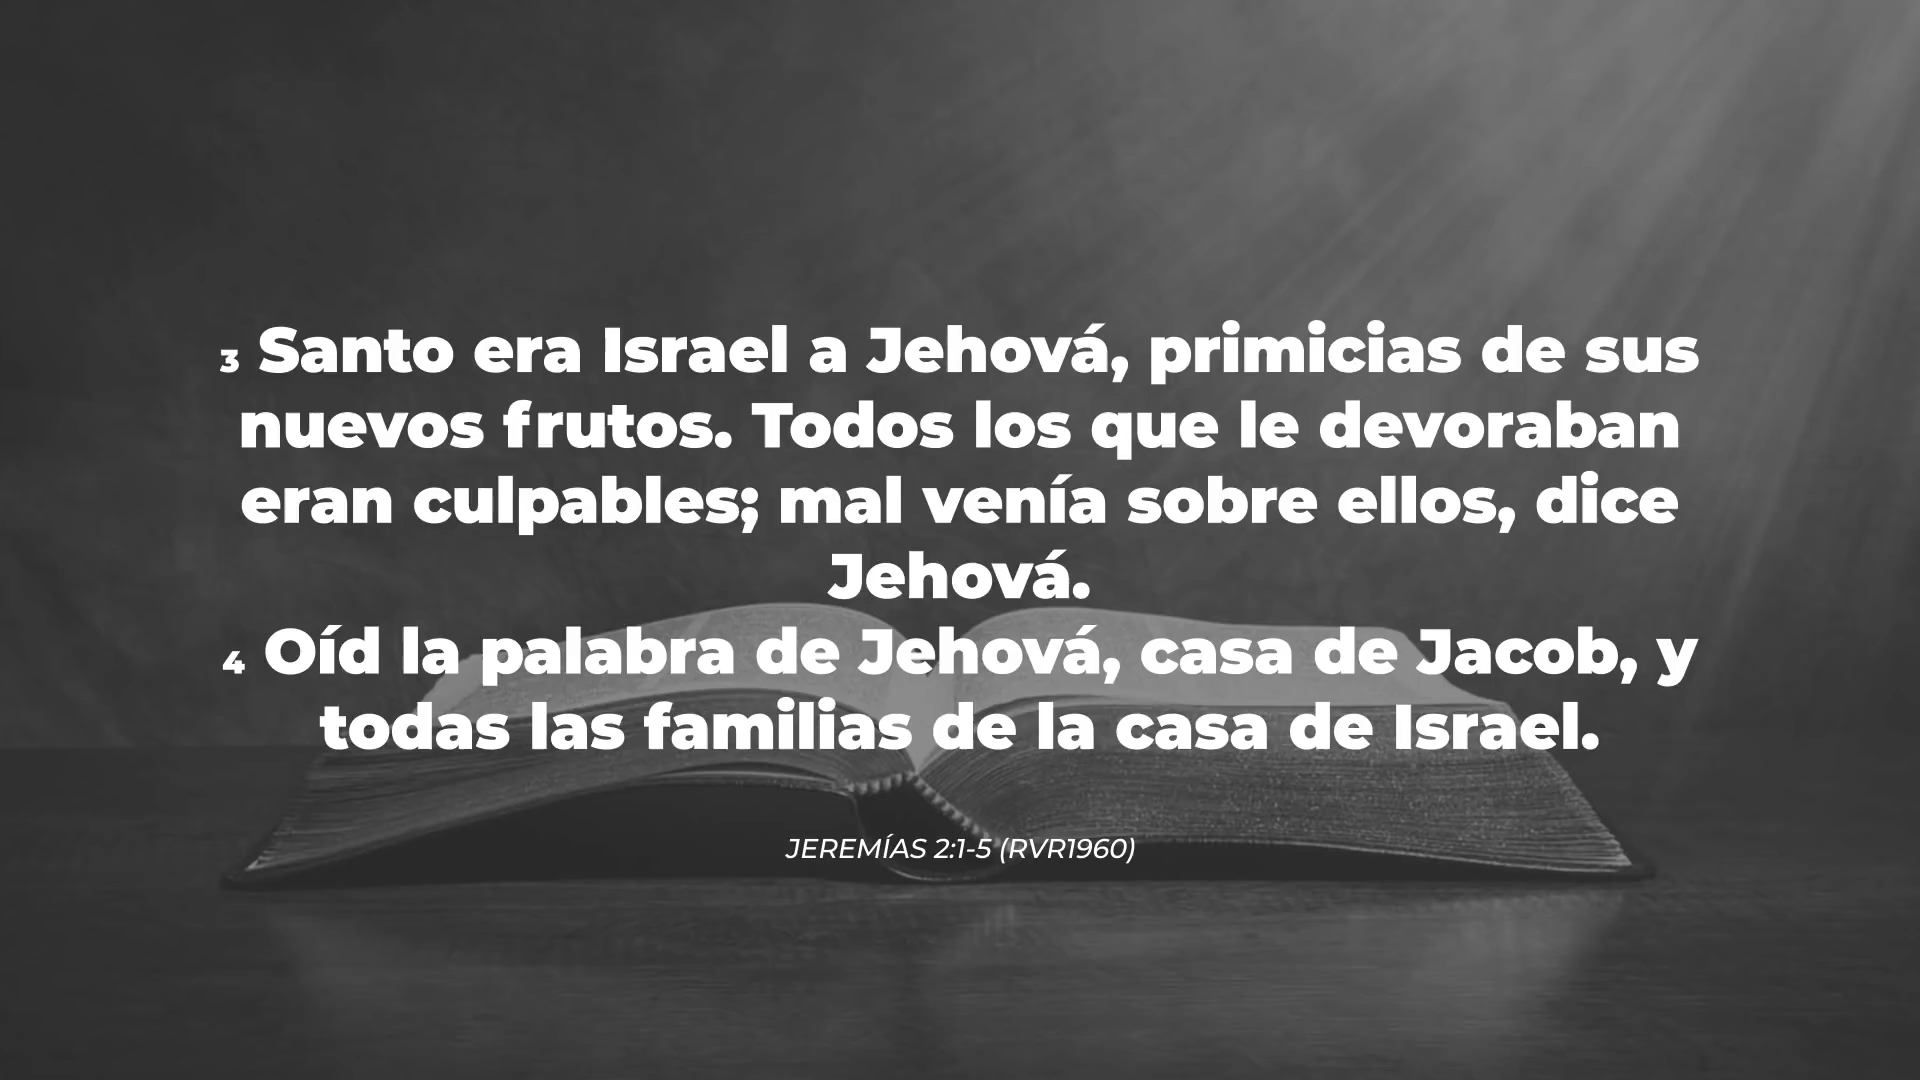 3 Santo era Israel a Jehová, primicias de sus
nuevos frutos. Todos los que le devoraban
eran culpables; mal venía sobre ellos, dice
Jehová.
4 Oíd la palabra de Jehová, casa de Jacob, y
todas las familias de la casa de Israel.
JEREMÍAS 2:1-5 (RVR1960)